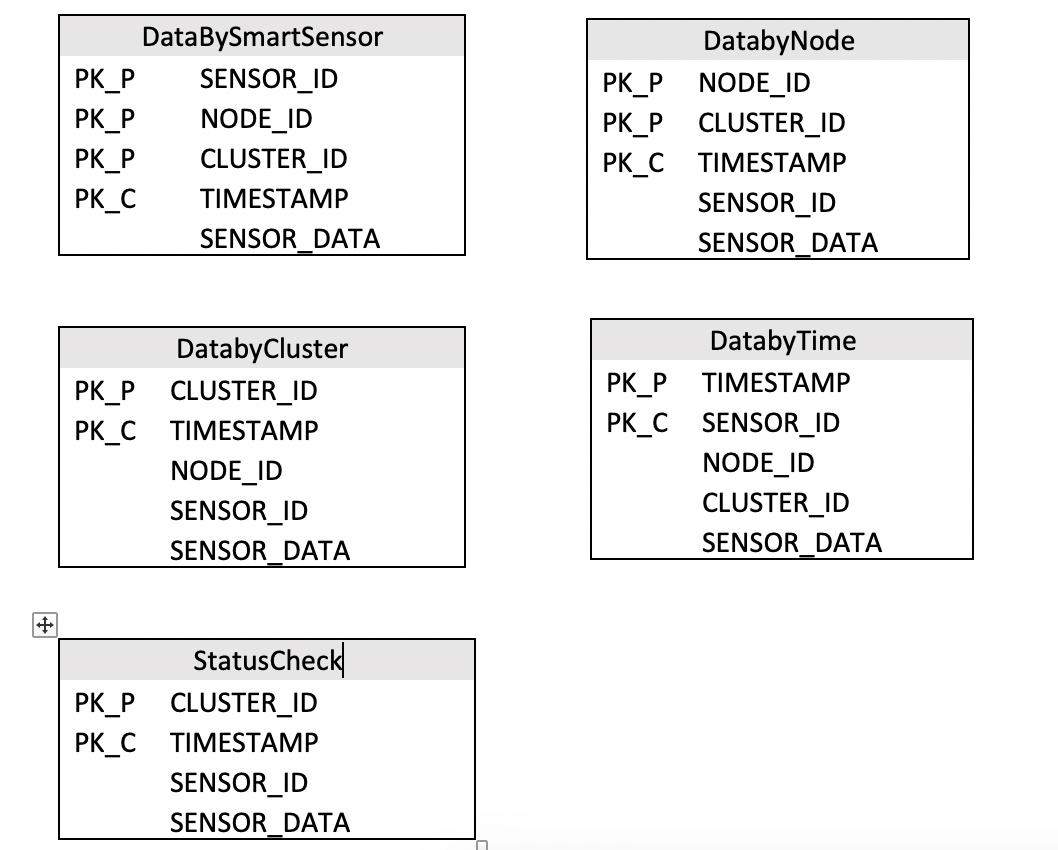 DataBySmartSensor
PK_P SENSOR_ID
PK_P NODE_ID
PK_P CLUSTER_ID
PK_C TIMESTAMP
SENSOR_DATA
DatabyNode
PK_P NODE_ID
PK_P CLUSTER_ID
PK_C TIMESTAMP
SENSOR_ID
SENSOR_DATA
DatabyCluster
PK_P CLUSTER_ID
PK_C TIMESTAMP
NODE_ID
SENSOR_ID
SENSOR_DATA
DatabyTime
PK_P TIMESTAMP
PK_C SENSOR_ID
NODE_ID
CLUSTER_ID
SENSOR_DATA
StatusCheck
PK_P CLUSTER_ID
PK_C TIMESTAMP
SENSOR_ID
SENSOR_DATA